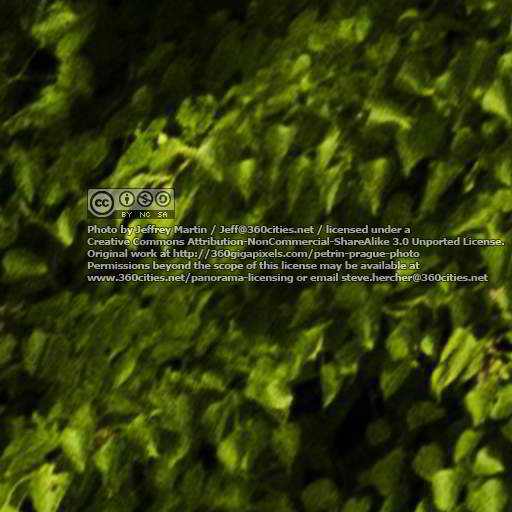 cc
BY NC SA
Photo by Jeffrey Martin / Jeff@360cities.net / licensed under a
Creative Commons Attribution-NonCommercial-ShareAlike 3.0 Unported License.
Original work at http://360gigapixels.com/petrin-prague-photo
Permissions beyond the scope of this license may be available at
www.360cities.net/panorama-licensing or email steve.hercher@360cities.net